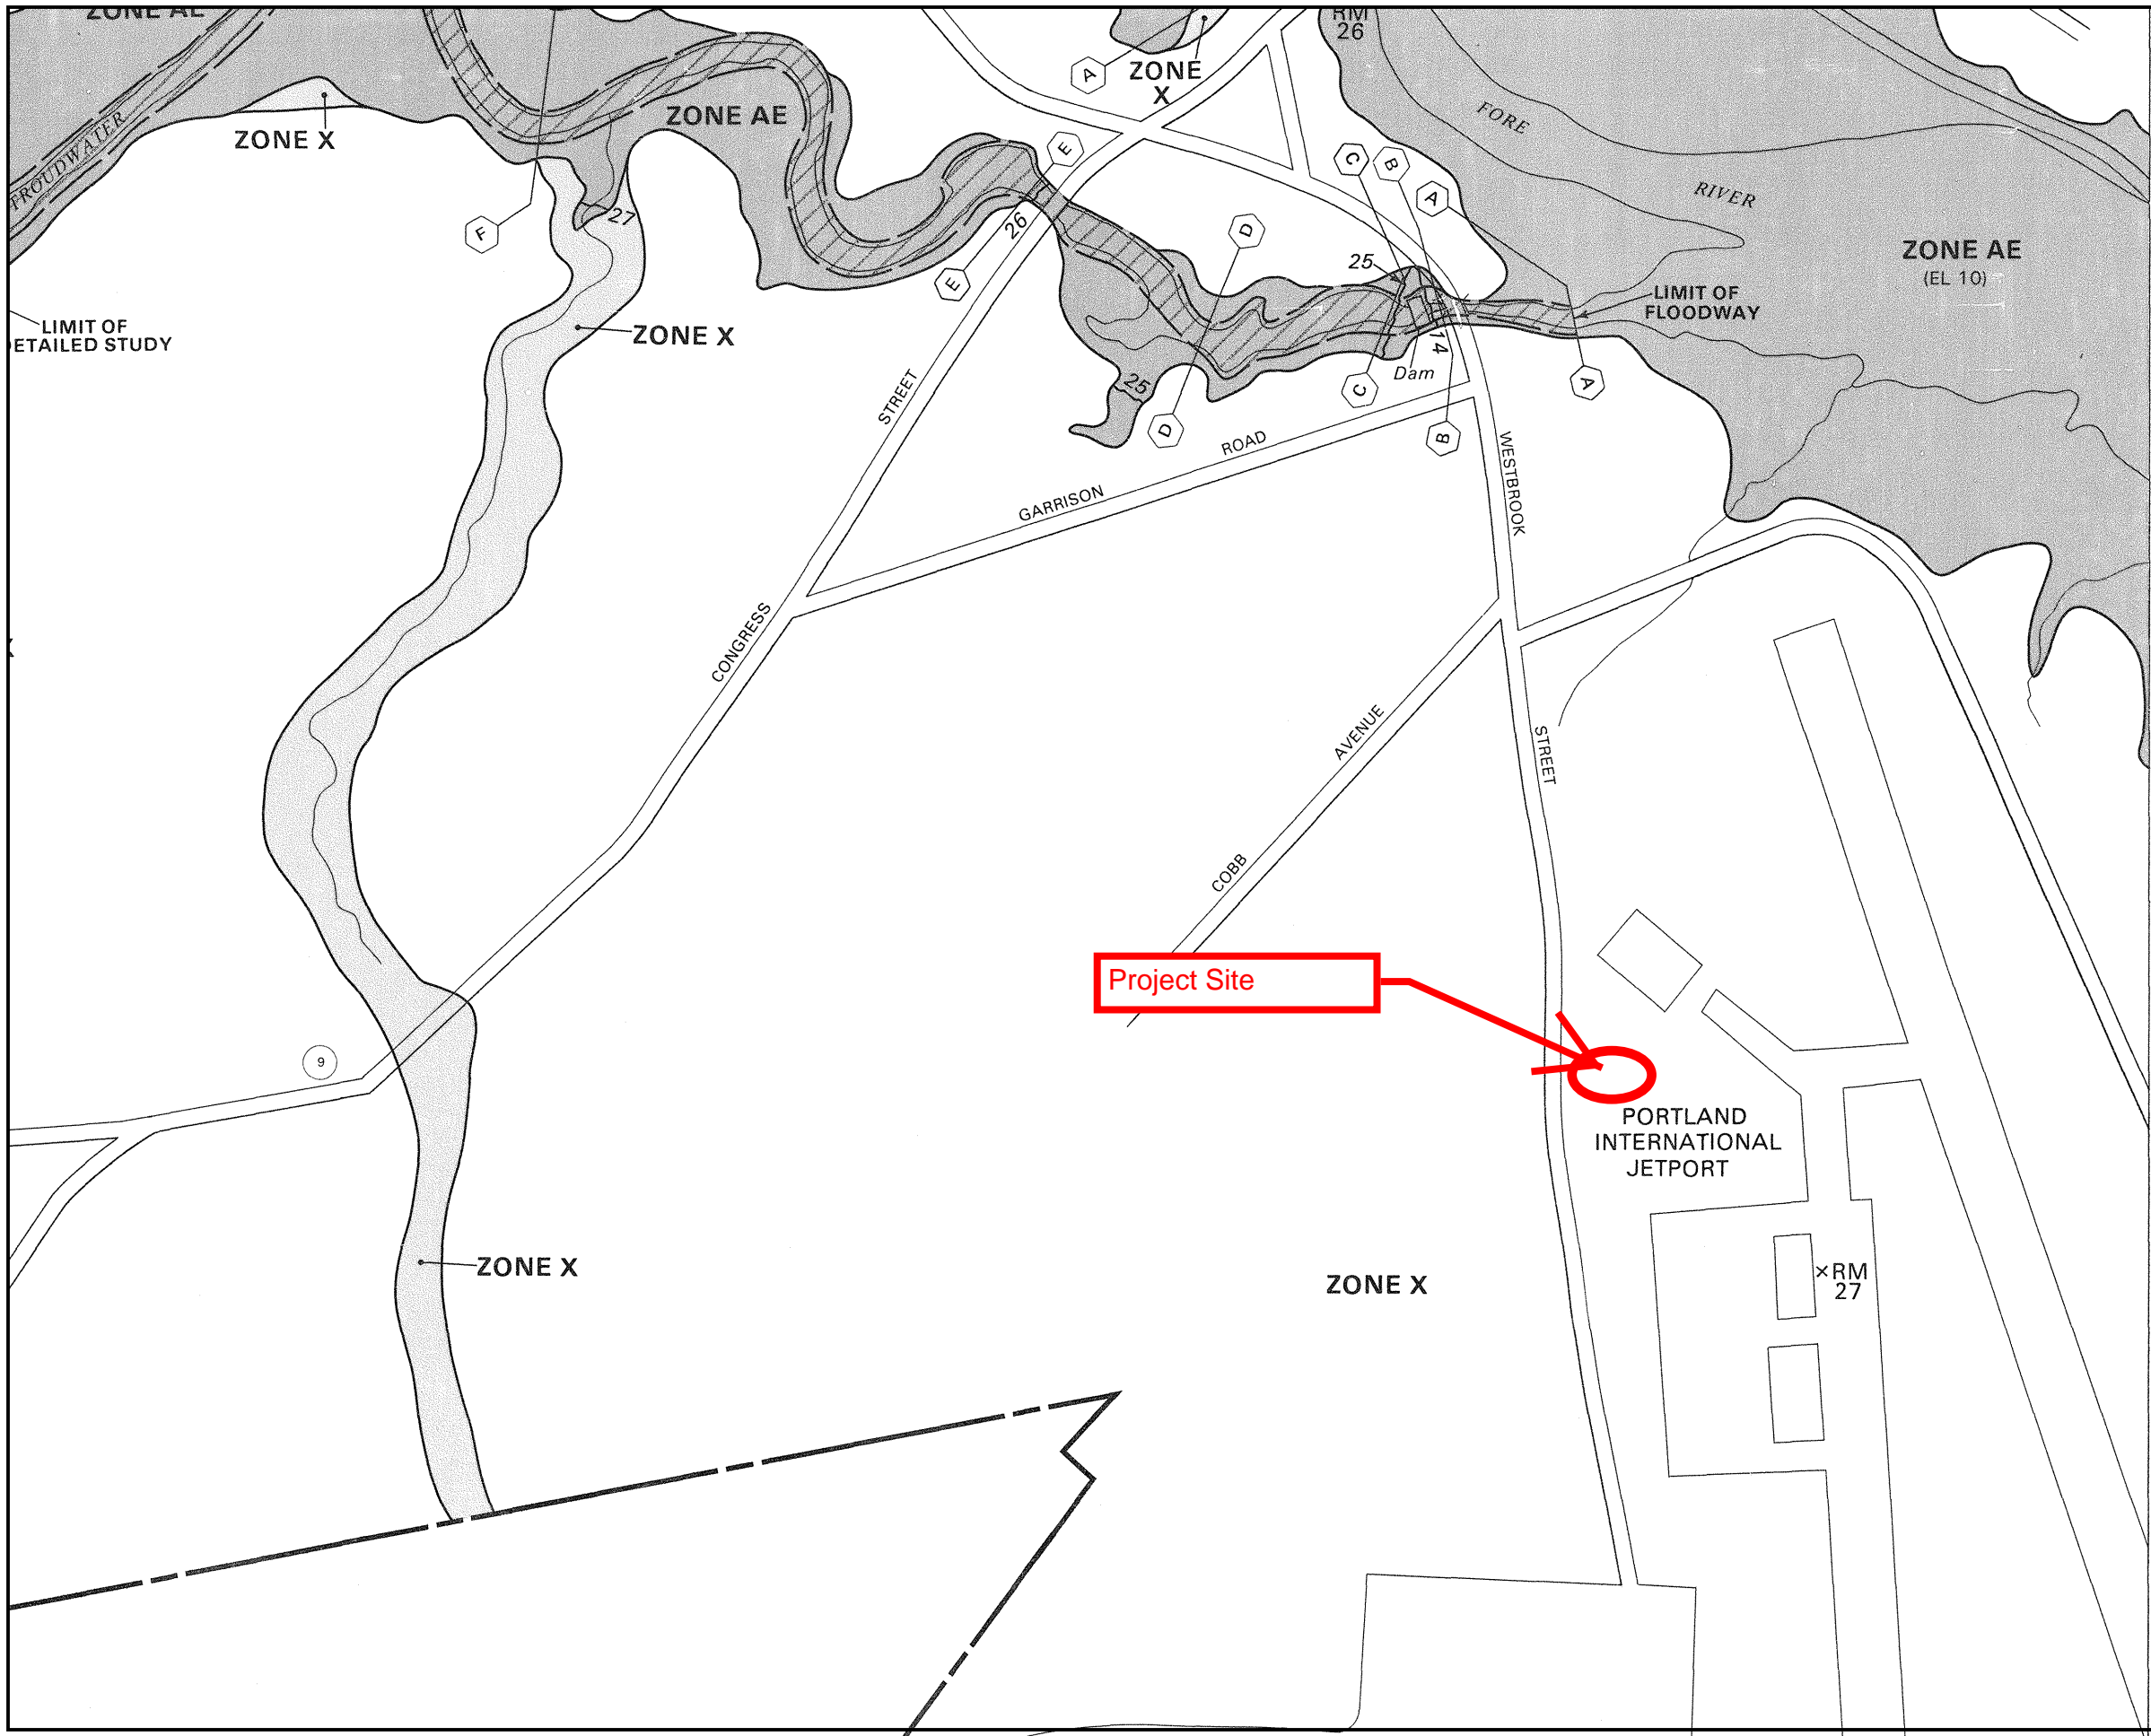 ZONE AE
RM
26
A
ZONE
X
ZONE AE
ZONE X
FORE
RIVER
E
C
B
A
F
27
26
D
E
25
ZONE AE
(EL 10)
LIMIT OF
FLOODWAY
LIMIT OF
ETAILED STUDY
ZONE X
14
Dam
25
C
A
D
B
STREET
ROAD
GARRISON
WESTBROOK
CONGRESS
AVENUE
STREET
COBB
Project Site
9
PORTLAND
INTERNATIONAL
JETPORT
ZONE X
ZONE X
×RM
27